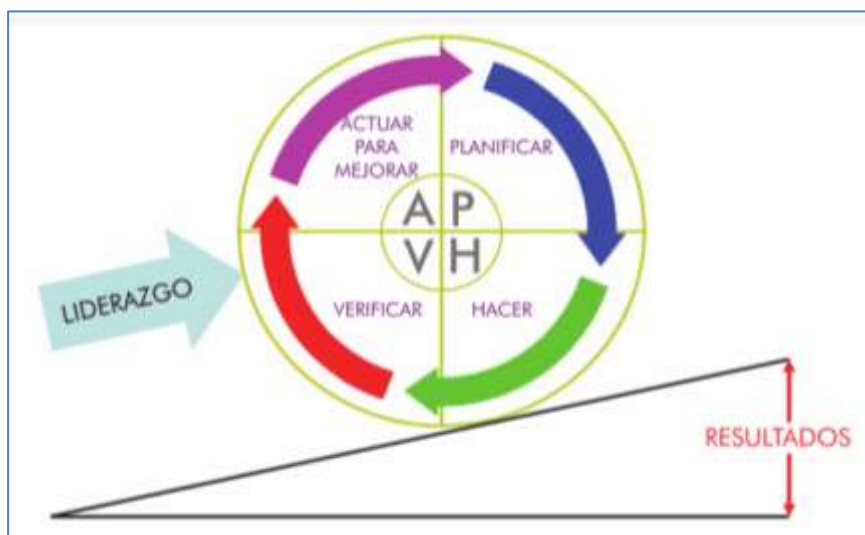 ACTUAR
PARA
MEJORAR
PLANIFICAR
A P
V H
LIDERAZGO
VERIFICAR
HACER
RESULTADOS